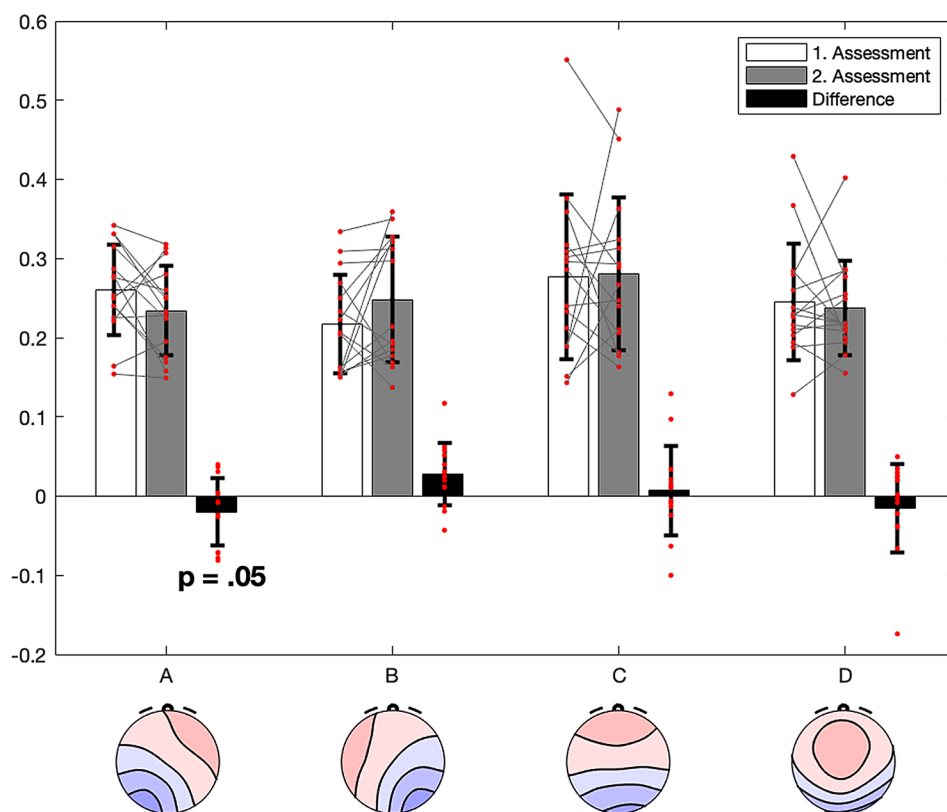 0.6
1. Assessment
2. Assessment
Difference
0.5
0.4
0.3
0.2
0.1
0
-0.1
p = .05
-0.2
A B C D